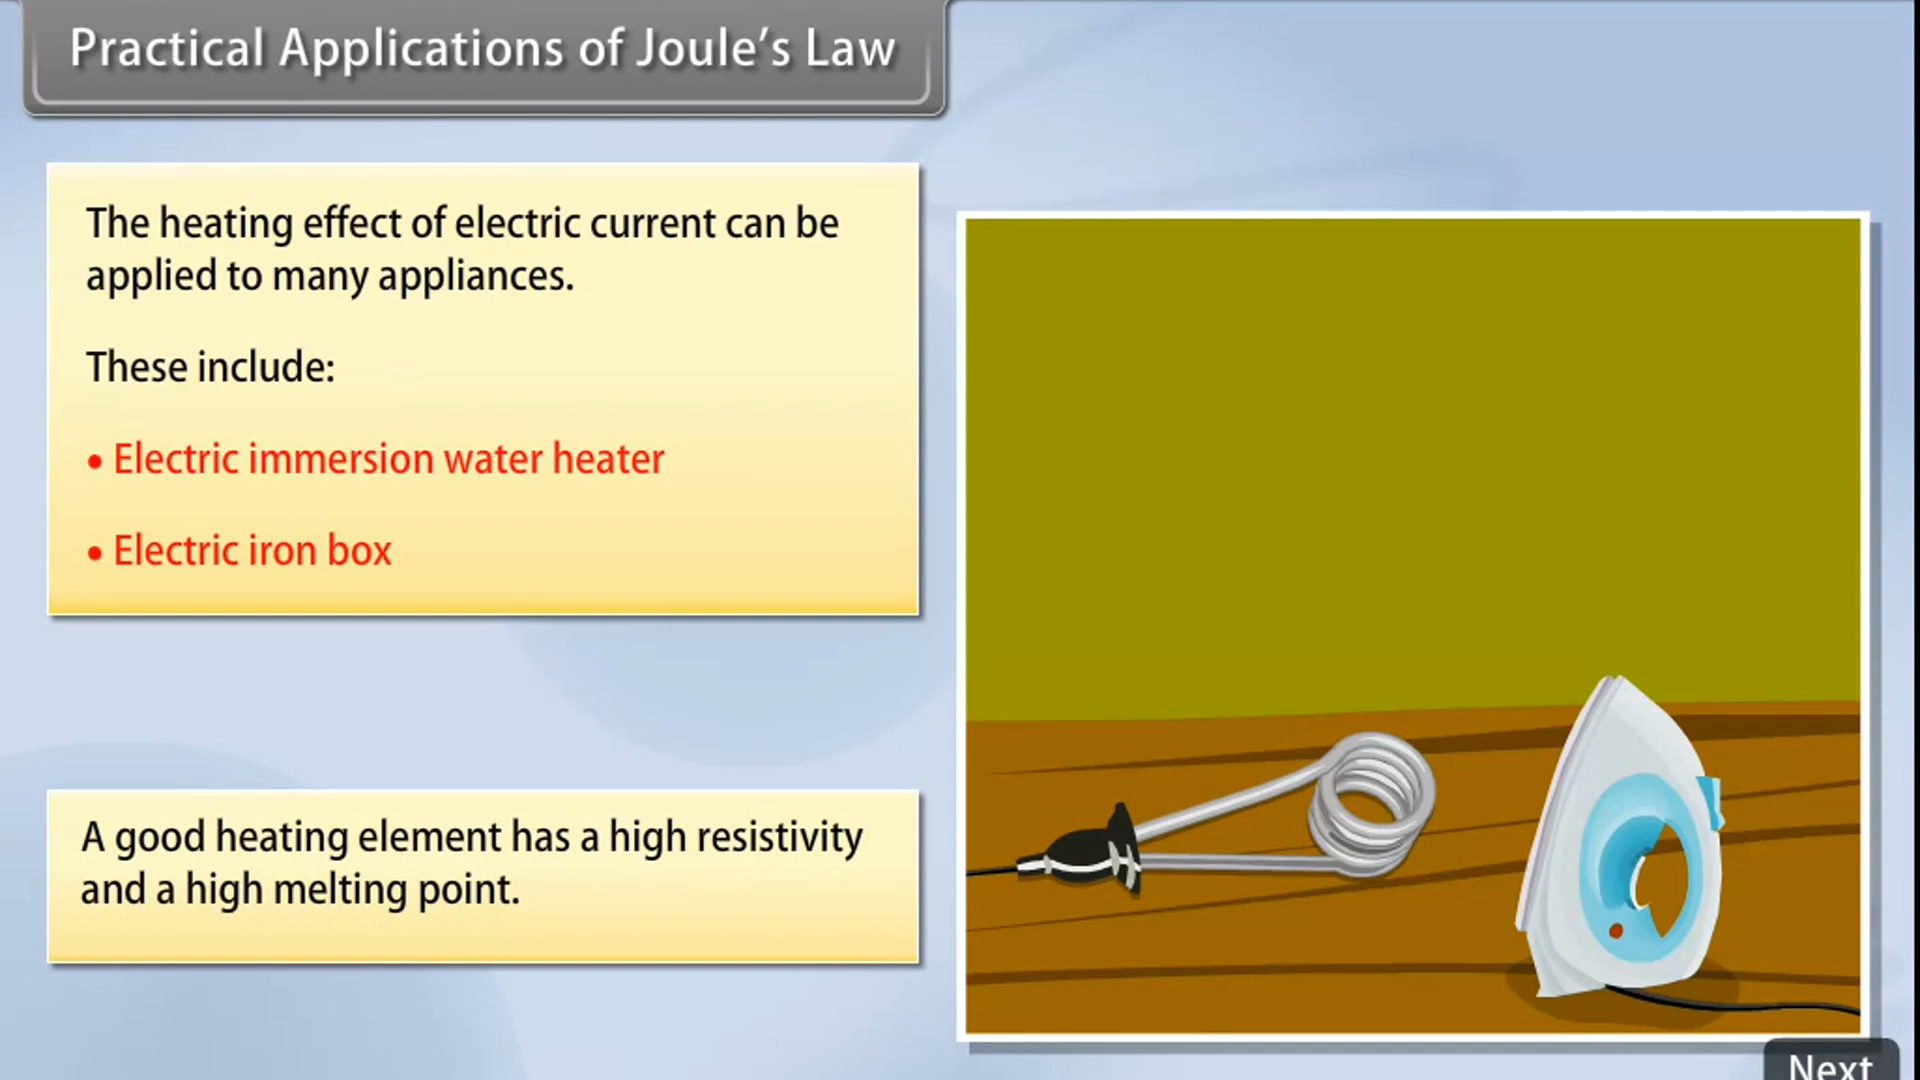 Practical Applications of Joule’s Law
The heating effect of electric current can be
applied to many appliances.
These include:
• Electric immersion water heater
• Electric iron box
A good heating element has a high resistivity
and a high melting point.
Next